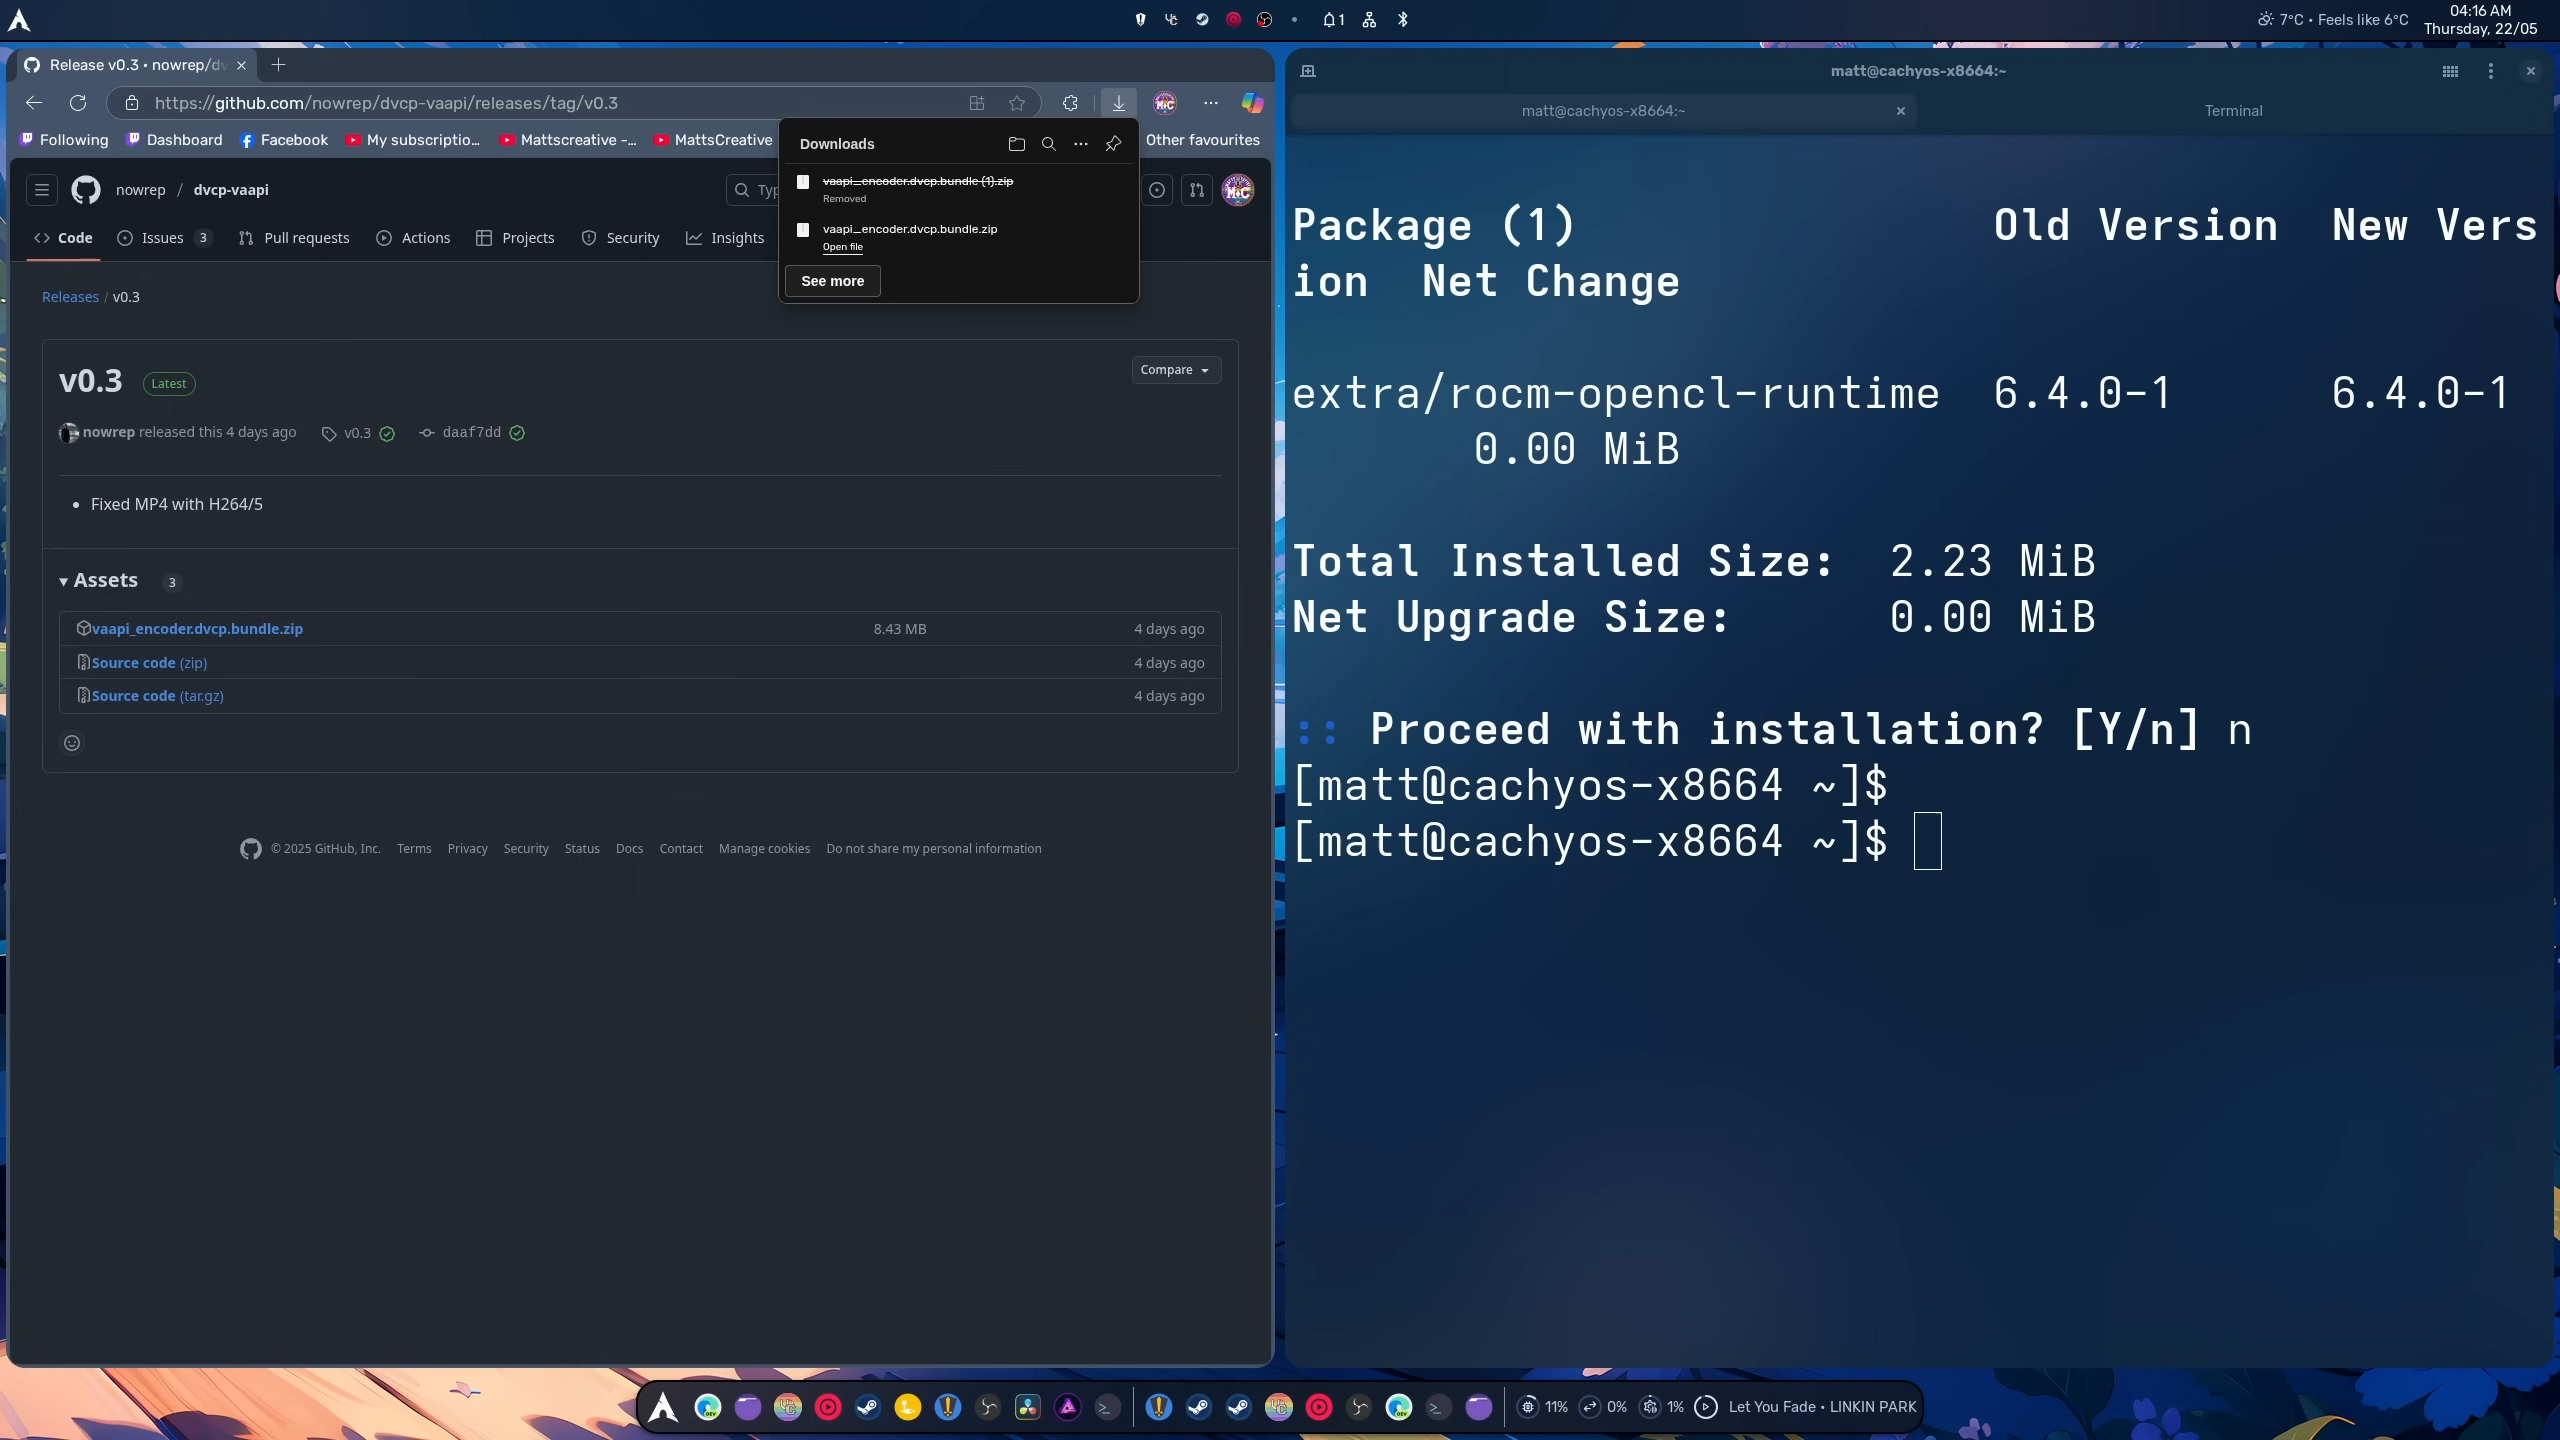 1
7°C • Feels like 6°C
04:16 AM
Thursday, 22/05
Release v0.3 • nowrep/dv
https://github.com/nowrep/dvcp-vaapi/releases/tag/v0.3
Following
Dashboard
Facebook
My subscriptio...
Mattscreative -...
MattsCreative
Other favourites
Downloads
vaapi_encoder.dvcp.bundle (1).zip
Removed
vaapi_encoder.dvcp.bundle.zip
Open file
See more
nowrep / dvcp-vaapi
Typ
Code
Issues 3
Pull requests
Actions
Projects
Security
Insights
Releases / v0.3
v0.3 Latest
Compare
nowrep released this 4 days ago v0.3 daaf7dd
• Fixed MP4 with H264/5
Assets 3
vaapi_encoder.dvcp.bundle.zip 8.43 MB 4 days ago
Source code (zip) 4 days ago
Source code (tar.gz) 4 days ago
© 2025 GitHub, Inc. Terms Privacy Security Status Docs Contact Manage cookies Do not share my personal information
matt@cachyos-x8664:~
matt@cachyos-x8664:~
Terminal
Package (1) Old Version New Vers
ion Net Change
extra/rocm-opencl-runtime 6.4.0-1 6.4.0-1
0.00 MiB
Total Installed Size: 2.23 MiB
Net Upgrade Size: 0.00 MiB
:: Proceed with installation? [Y/n] n
[matt@cachyos-x8664 ~]$
[matt@cachyos-x8664 ~]$
11% 0% 1% Let You Fade • LINKIN PARK